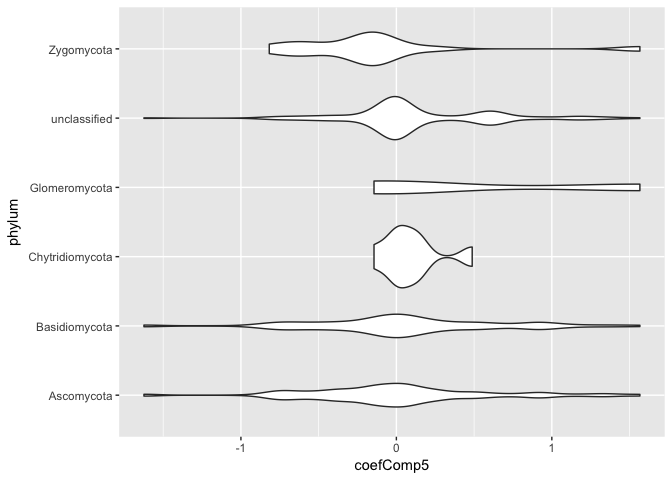 Zygomycota
unclassified
Glomeromycota
Chytridiomycota
Basidiomycota
Ascomycota
phylum
-1 0 1
coefComp5